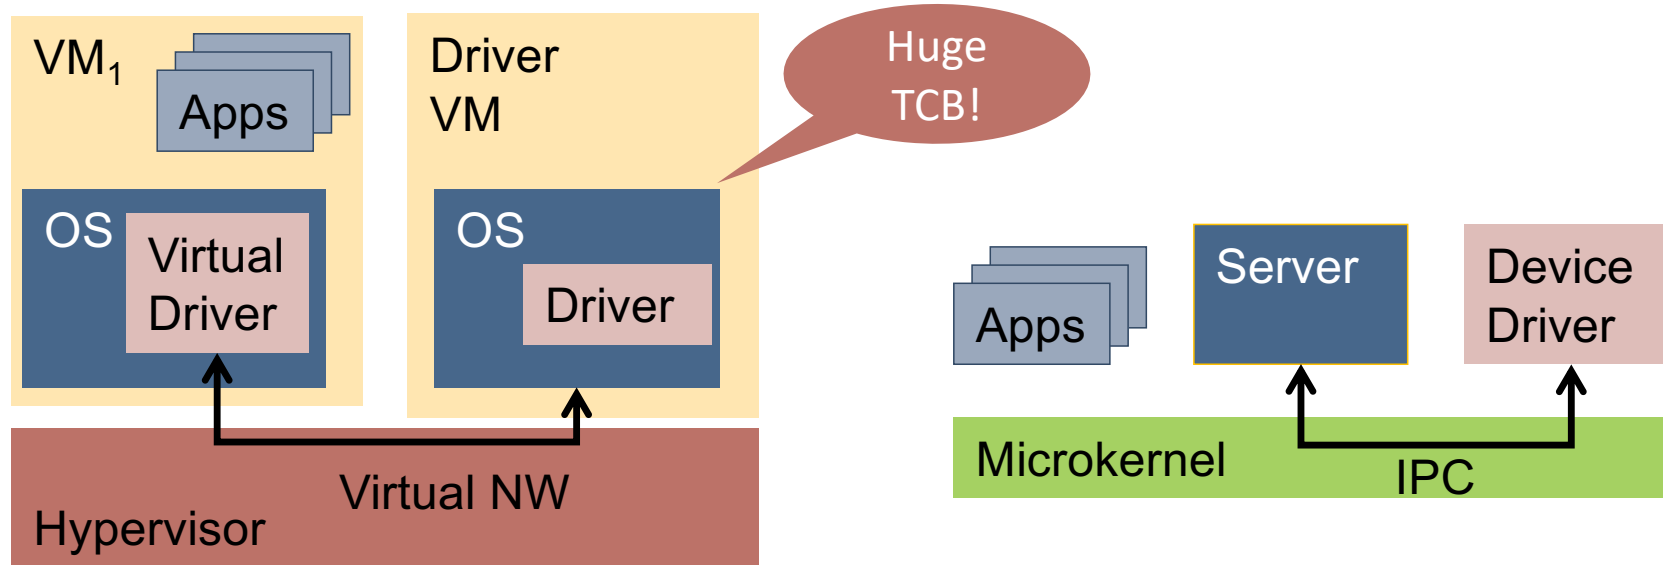 VM₁
Apps
OS
Virtual
Driver
Driver
VM
OS
Driver
Huge
TCB!
Virtual NW
Hypervisor
Apps
Server
Device
Driver
Microkernel
IPC